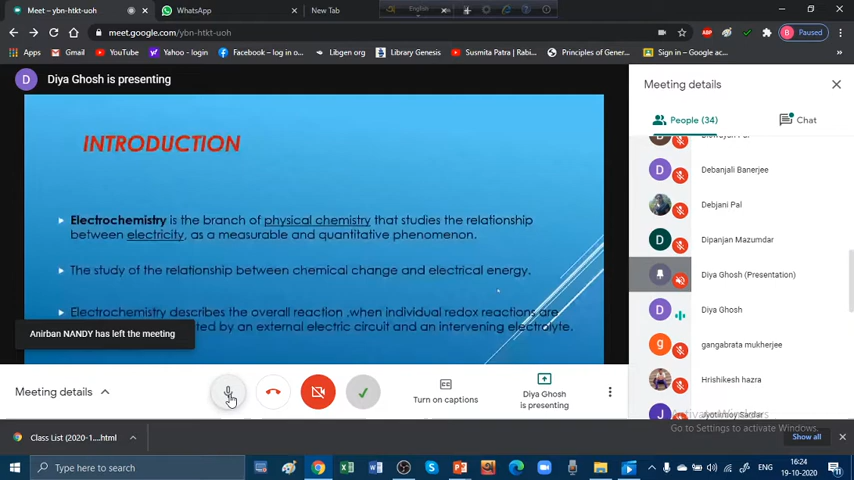 Meet – ybn-htkt-uoh
WhatsApp
New Tab
English
meet.google.com/ybn-htkt-uoh
Paused
Apps
Gmail
YouTube
Yahoo - login
Facebook – log in o...
Libgen org
Library Genesis
Susmita Patra | Rabi...
Principles of Gener...
Sign in – Google ac...
D
Diya Ghosh is presenting
Meeting details
People (34)
Chat
INTRODUCTION
Electrochemistry is the branch of physical chemistry that studies the relationship
between electricity, as a measurable and quantitative phenomenon.
The study of the relationship between chemical change and electrical energy.
Electrochemistry describes the overall reaction ,when individual redox reactions are
ted by an external electric circuit and an intervening electrolyte.
Anirban NANDY has left the meeting
D Debanjali Banerjee
Debjani Pal
D Dipanjan Mazumdar
Diya Ghosh (Presentation)
D Diya Ghosh
g gangabrata mukherjee
Hrishikesh hazra
J Jyotirmoy Sardar
Meeting details
Turn on captions
Diya Ghosh
is presenting
Activate Windows
Go to Settings to activate Windows.
Class List (2020-1....html
Show all
Type here to search
ENG
16:24
19-10-2020